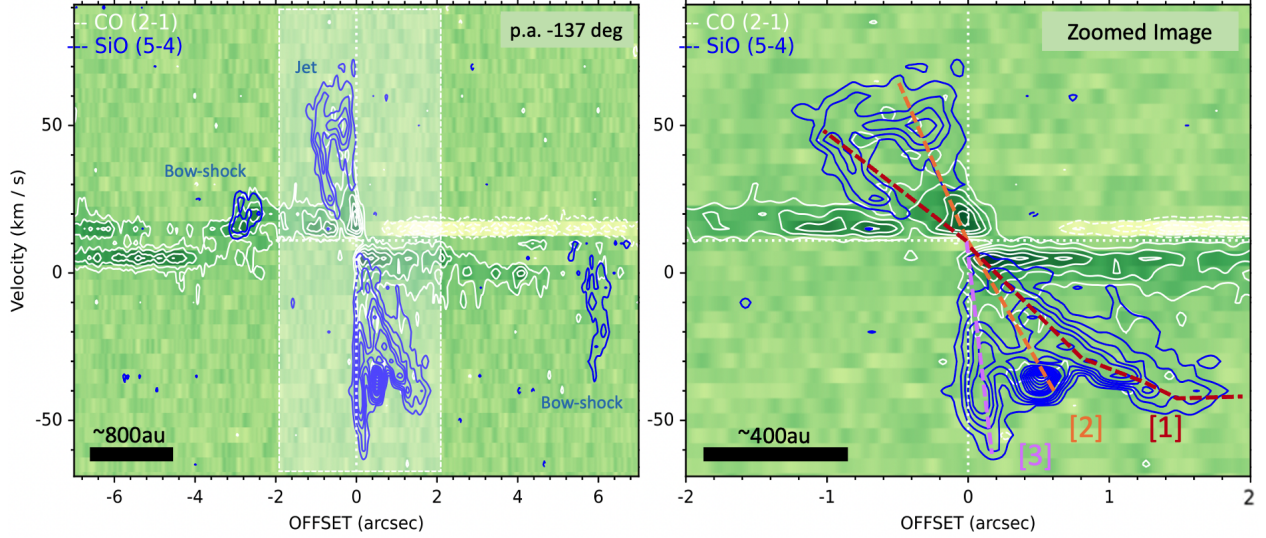 CO (2-1)
SiO (5-4)
p.a. -137 deg
Jet
Bow-shock
Bow-shock
~800au
50
0
-50
Velocity (km / s)
-6
-4
-2
0
2
4
6
OFFSET (arcsec)
CO (2-1)
SiO (5-4)
Zoomed Image
50
0
-50
[1]
[2]
[3]
~400au
-2
-1
0
1
2
OFFSET (arcsec)